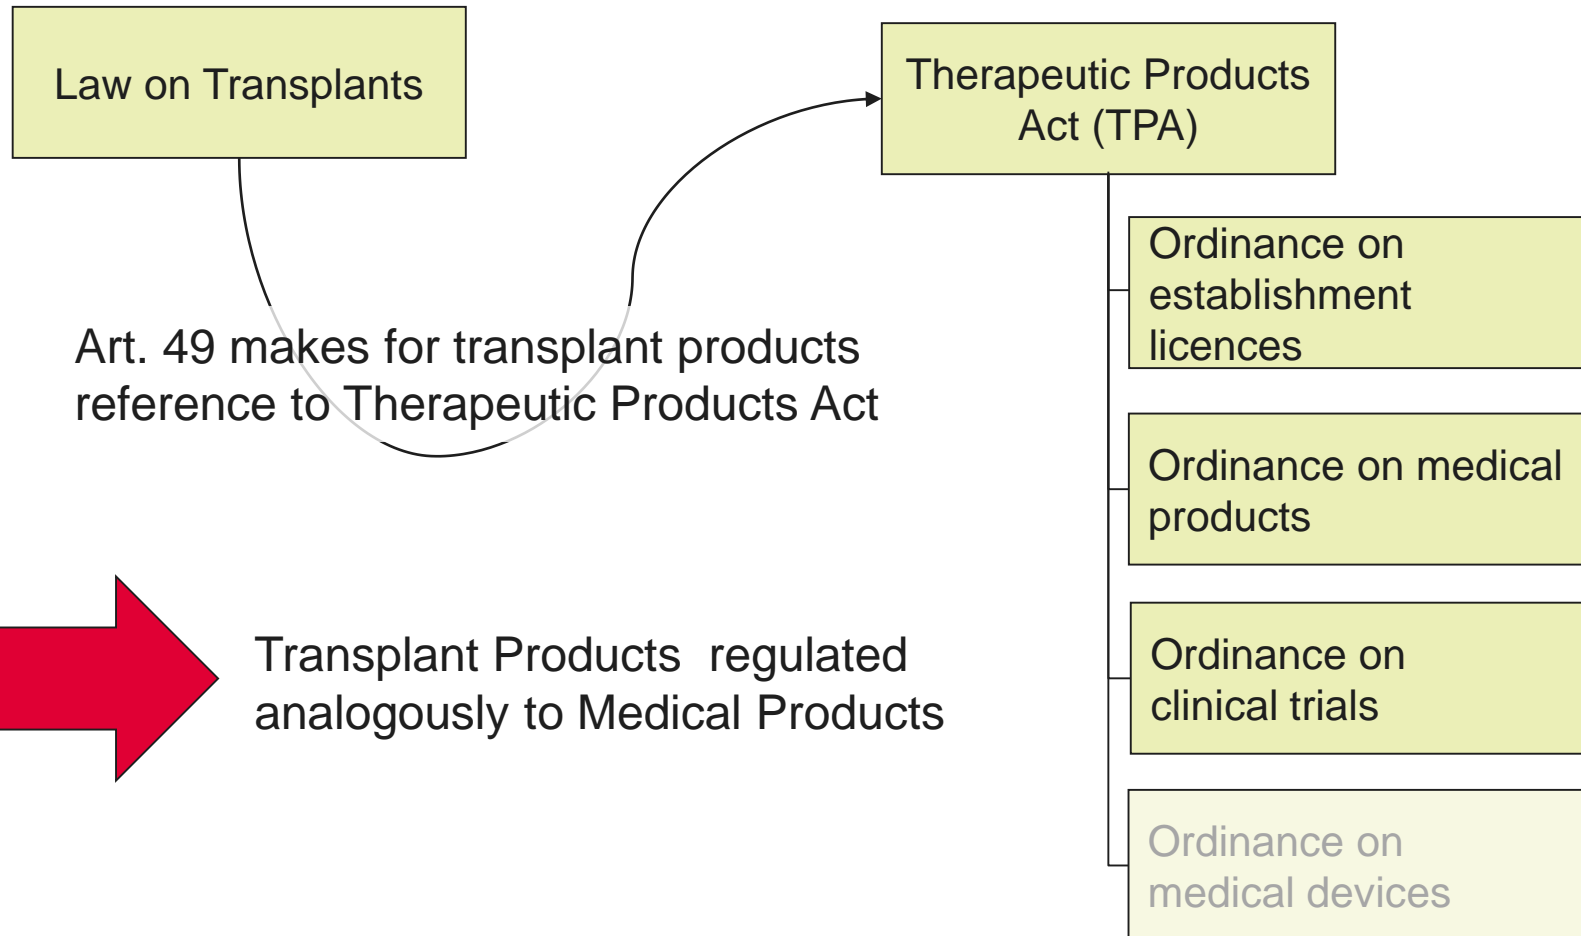 Law on Transplants
Therapeutic Products
Act (TPA)
Ordinance on
establishment
licences
Art. 49 makes for transplant products
reference to Therapeutic Products Act
Ordinance on medical
products
Transplant Products  regulated
analogously to Medical Products
Ordinance on
clinical trials
Ordinance on
medical devices